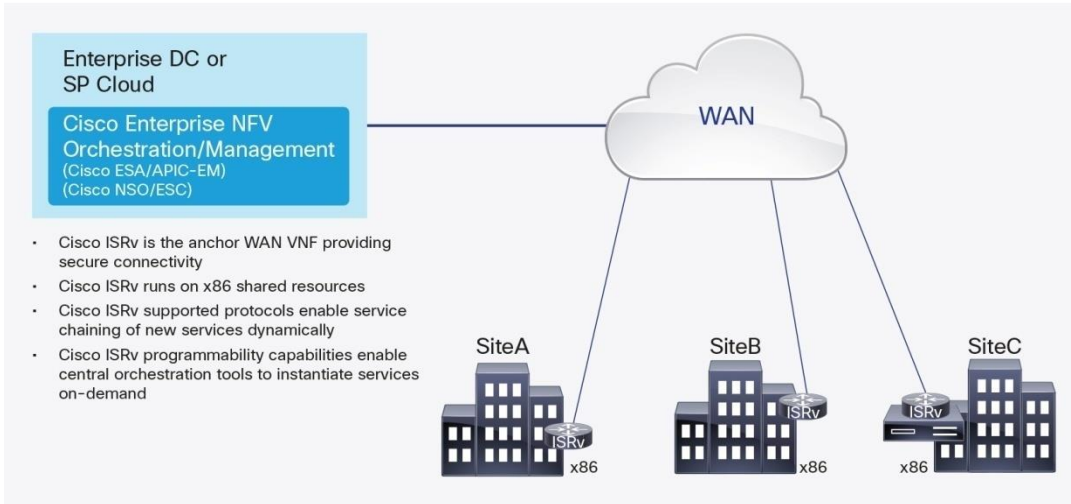 Enterprise DC or
SP Cloud
Cisco Enterprise NFV
Orchestration/Management
(Cisco ESA/APIC-EM)
(Cisco NSO/ESC)
WAN
• Cisco ISRv is the anchor WAN VNF providing
secure connectivity
• Cisco ISRv runs on x86 shared resources
• Cisco ISRv supported protocols enable service
chaining of new services dynamically
• Cisco ISRv programmability capabilities enable
central orchestration tools to instantiate services
on-demand
SiteA
SiteB
SiteC
ISRv
ISRv
ISRv
x86
x86
x86